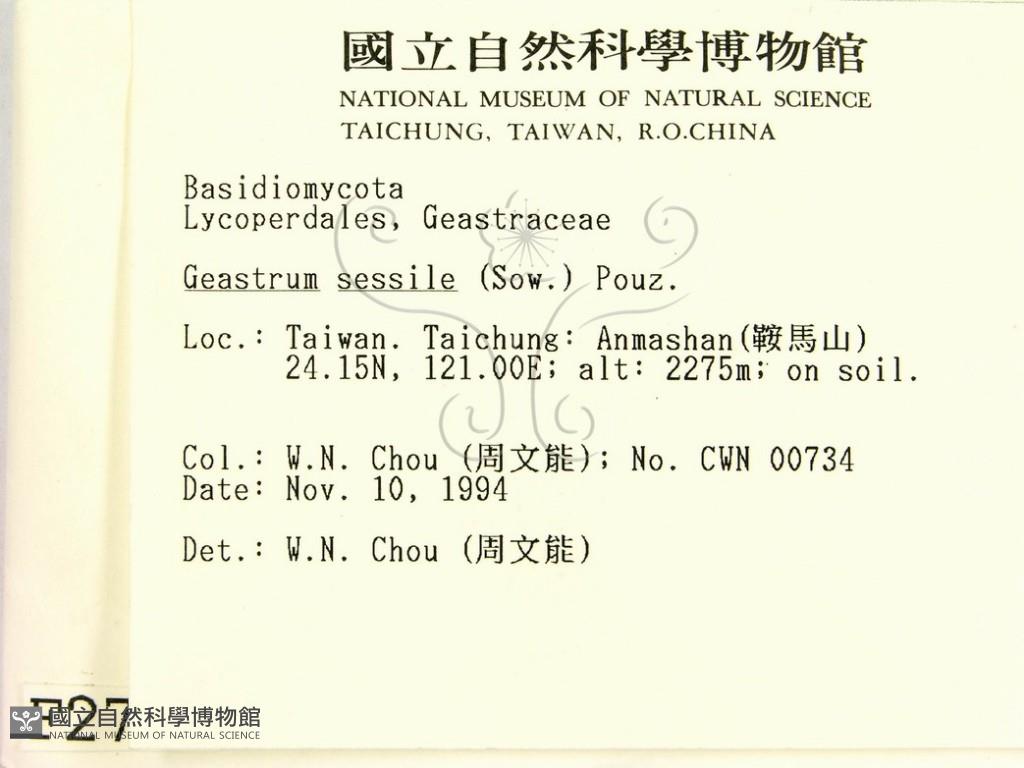 國立自然科學博物館
NATIONAL MUSEUM OF NATURAL SCIENCE
TAICHUNG, TAIWAN, R.O.CHINA
Basidiomycota
Lycoperdales, Geastraceae
Geastrum sessile (Sow.) Pouz.
Loc.: Taiwan. Taichung: Anmashan(鞍馬山)
24.15N, 121.00E; alt: 2275m; on soil.
Col.: W.N. Chou (周文能); No. CWN 00734
Date: Nov. 10, 1994
Det.: W.N. Chou (周文能)
國立自然科學博物館
NATIONAL MUSEUM OF NATURAL SCIENCE